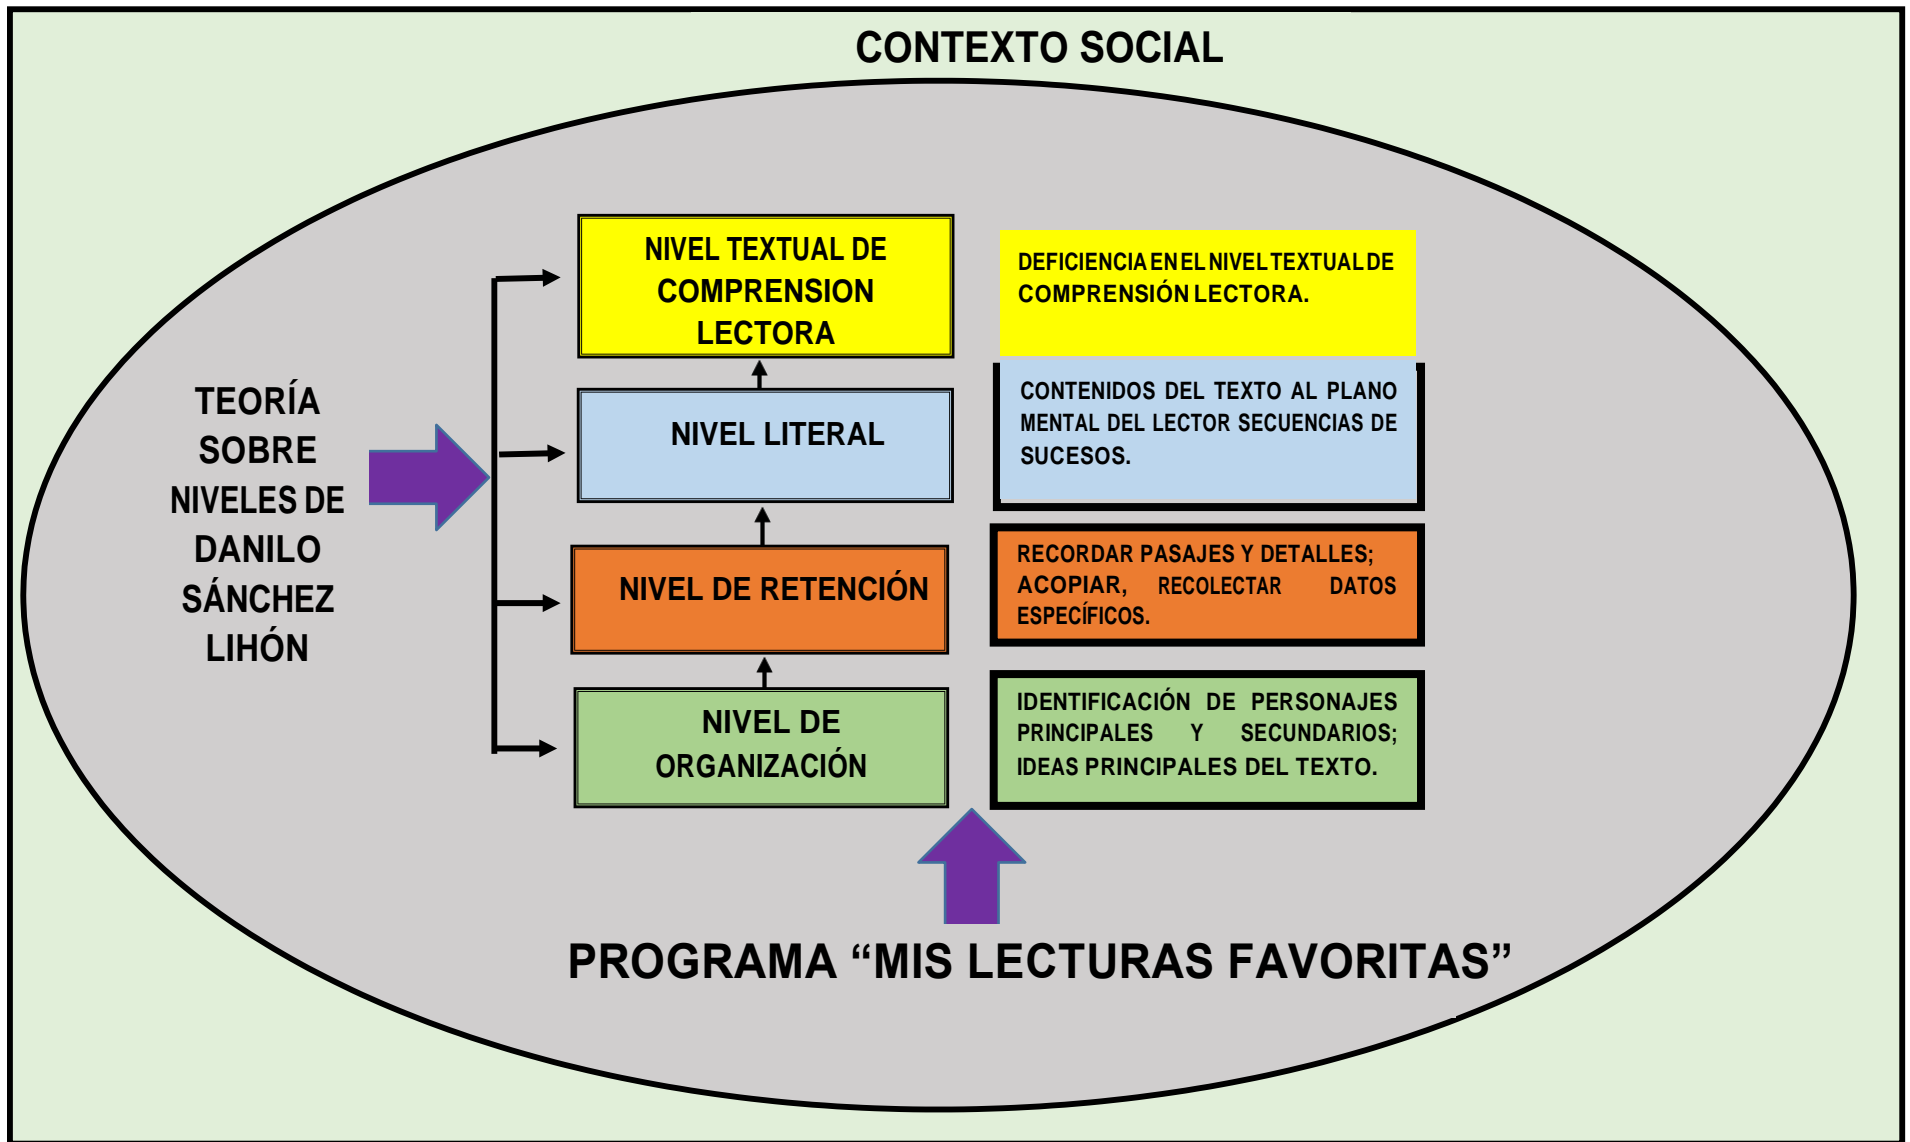 CONTEXTO SOCIAL
TEORÍA
SOBRE
NIVELES DE
DANILO
SÁNCHEZ
LIHÓN
NIVEL TEXTUAL DE
COMPRENSION
LECTORA
DEFICIENCIA EN EL NIVEL TEXTUAL DE
COMPRENSIÓN LECTORA.
NIVEL LITERAL
CONTENIDOS DEL TEXTO AL PLANO
MENTAL DEL LECTOR SECUENCIAS DE
SUCESOS.
NIVEL DE RETENCIÓN
RECORDAR PASAJES Y DETALLES;
ACOPIAR, RECOLECTAR DATOS
ESPECÍFICOS.
NIVEL DE
ORGANIZACIÓN
IDENTIFICACIÓN DE PERSONAJES
PRINCIPALES Y SECUNDARIOS;
IDEAS PRINCIPALES DEL TEXTO.
PROGRAMA “MIS LECTURAS FAVORITAS”